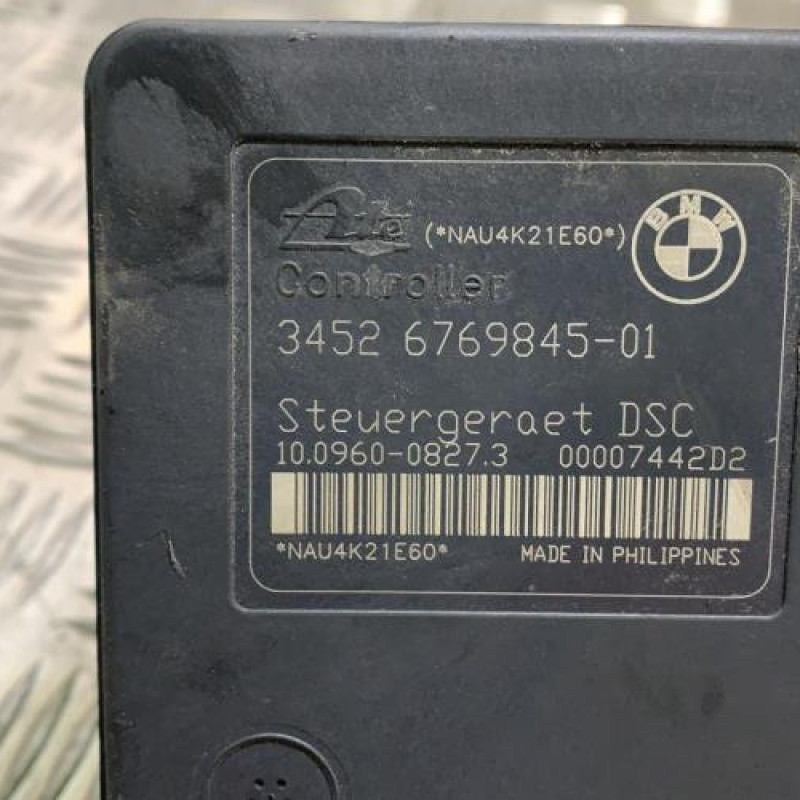 Ate (*NAU4K21E60*) BMW
Controller
3452 6769845-01
Steuergeraet DSC
10.0960-0827.3 00007442D2
*NAU4K21E60* MADE IN PHILIPPINES